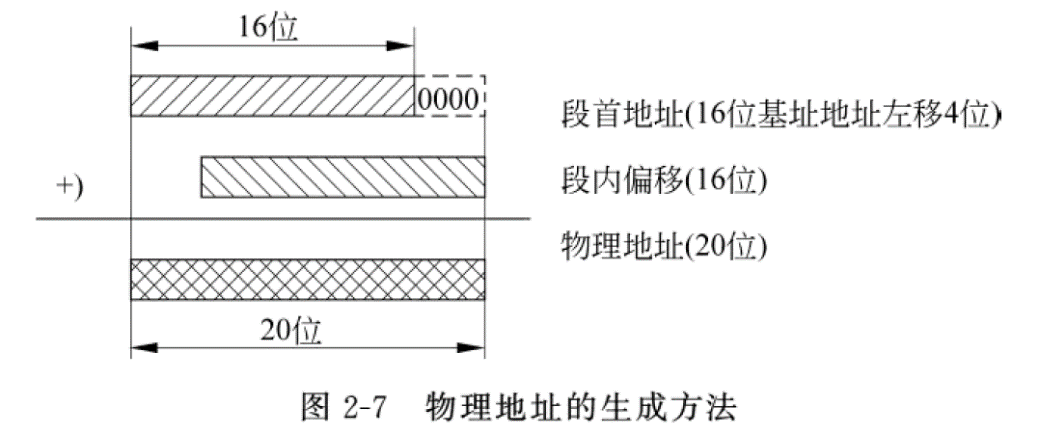 16位
0000
段首地址(16位基址地址左移4位)
+)
段内偏移(16位)
物理地址(20位)
20位
图 2-7 物理地址的生成方法